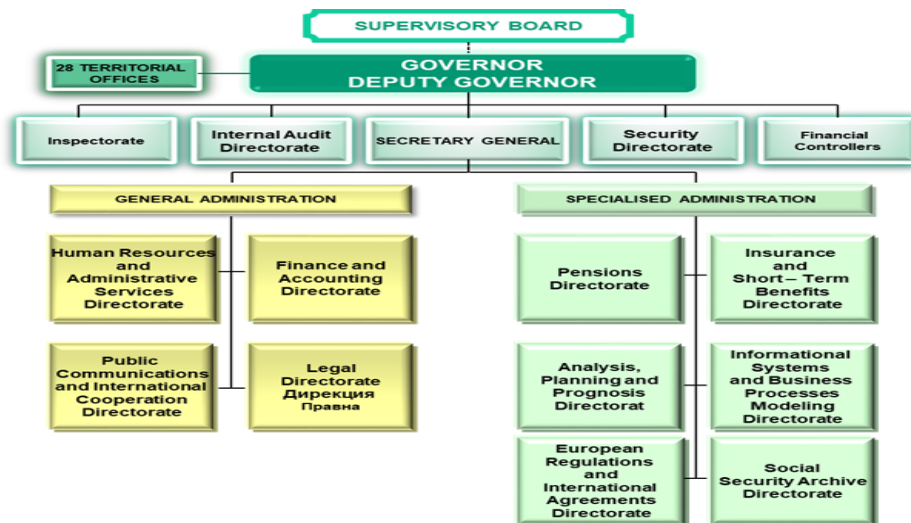 SUPERVISORY BOARD
28 TERRITORIAL
OFFICES
GOVERNOR
DEPUTY GOVERNOR
Inspectorate
Internal Audit
Directorate
SECRETARY GENERAL
Security
Directorate
Financial
Controllers
GENERAL ADMINISTRATION
SPECIALISED ADMINISTRATION
Human Resources
and
Administrative
Services
Directorate
Finance and
Accounting
Directorate
Pensions
Directorate
Insurance
and
Short – Term
Benefits
Directorate
Public
Communications
and International
Cooperation
Directorate
Legal
Directorate
Дирекция
Правна
Analysis,
Planning and
Prognosis
Directorat
Informational
Systems
and Business
Processes
Modeling
Directorate
European
Regulations
and
International
Agreements
Directorate
Social
Security Archive
Directorate